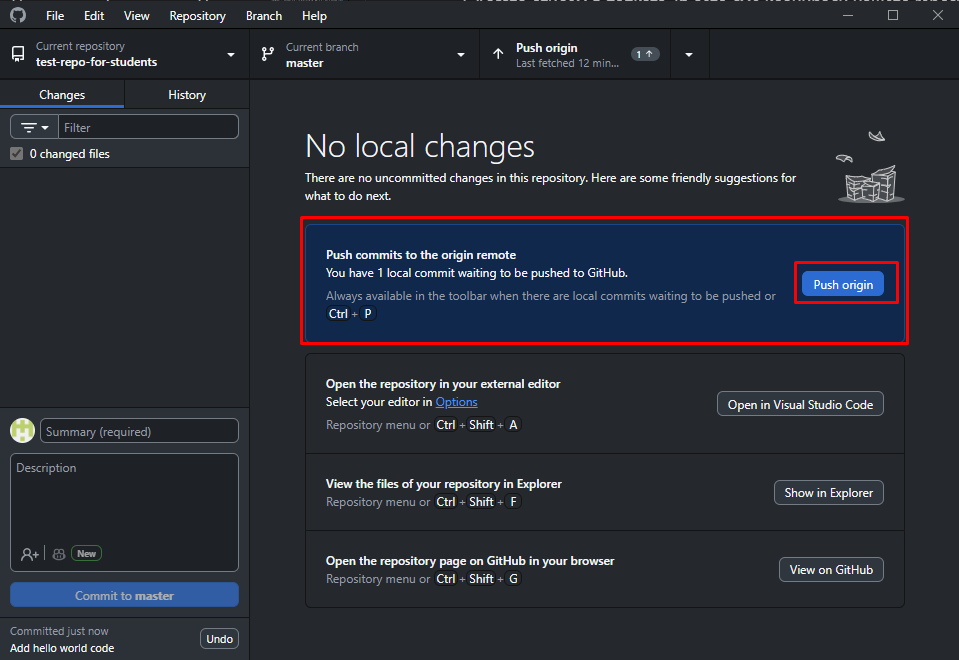 File Edit View Repository Branch Help
Current repository
test-repo-for-students
Current branch
master
Push origin
Last fetched 12 min...
1
Changes History
Filter
0 changed files
No local changes
There are no uncommitted changes in this repository. Here are some friendly suggestions for
what to do next.
Push commits to the origin remote
You have 1 local commit waiting to be pushed to GitHub.
Always available in the toolbar when there are local commits waiting to be pushed or
Ctrl + P
Push origin
Open the repository in your external editor
Select your editor in Options
Repository menu or Ctrl + Shift + A
Open in Visual Studio Code
View the files of your repository in Explorer
Repository menu or Ctrl + Shift + F
Show in Explorer
Open the repository page on GitHub in your browser
Repository menu or Ctrl + Shift + G
View on GitHub
Summary (required)
Description
New
Commit to master
Committed just now
Add hello world code
Undo